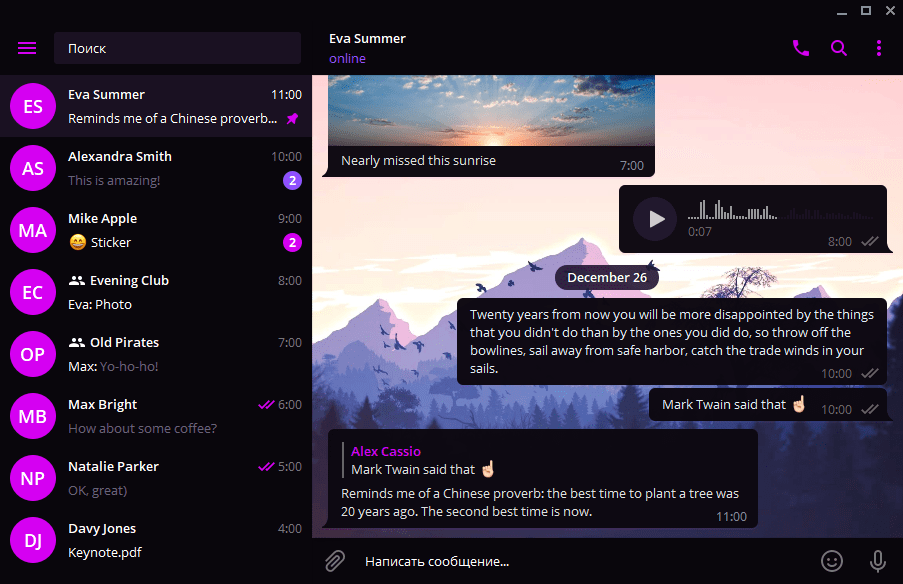 Поиск
ES
Eva Summer 11:00
Reminds me of a Chinese proverb...
AS
Alexandra Smith 10:00
This is amazing! 2
MA
Mike Apple 9:00
😄 Sticker 2
EC
Evening Club 8:00
Eva: Photo
OP
Old Pirates 7:00
Max: Yo-ho-ho!
MB
Max Bright 6:00
How about some coffee?
NP
Natalie Parker 5:00
OK, great)
DJ
Davy Jones 4:00
Keynote.pdf
Eva Summer
online
Nearly missed this sunrise 7:00
0:07 8:00
December 26
Twenty years from now you will be more disappointed by the things
that you didn't do than by the ones you did do, so throw off the
bowlines, sail away from safe harbor, catch the trade winds in your
sails.
10:00
Mark Twain said that ☝🏻 10:00
Alex Cassio
Mark Twain said that ☝🏻
Reminds me of a Chinese proverb: the best time to plant a tree was
20 years ago. The second best time is now.
11:00
Написать сообщение...